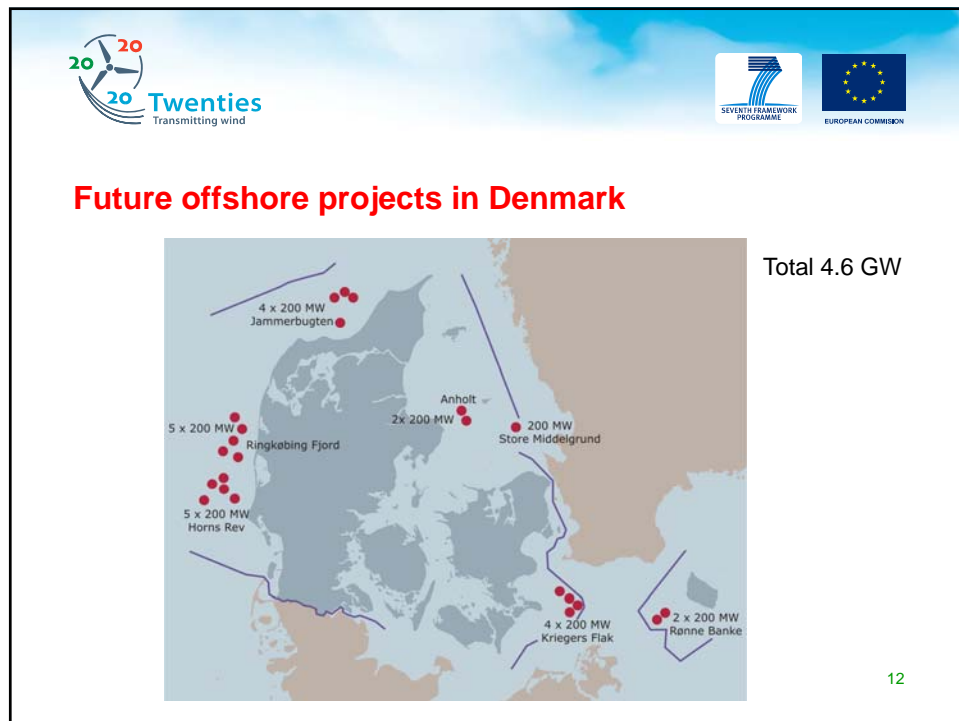 20
20
20
Twenties
Transmitting wind
7
SEVENTH FRAMEWORK
PROGRAMME
EUROPEAN COMMISION
Future offshore projects in Denmark
Total 4.6 GW
4 x 200 MW
Jammerbugten
Anholt
2x 200 MW
200 MW
Store Middelgrund
5 x 200 MW
Ringkøbing Fjord
5 x 200 MW
Horns Rev
4 x 200 MW
Kriegers Flak
2 x 200 MW
Rønne Banke
12